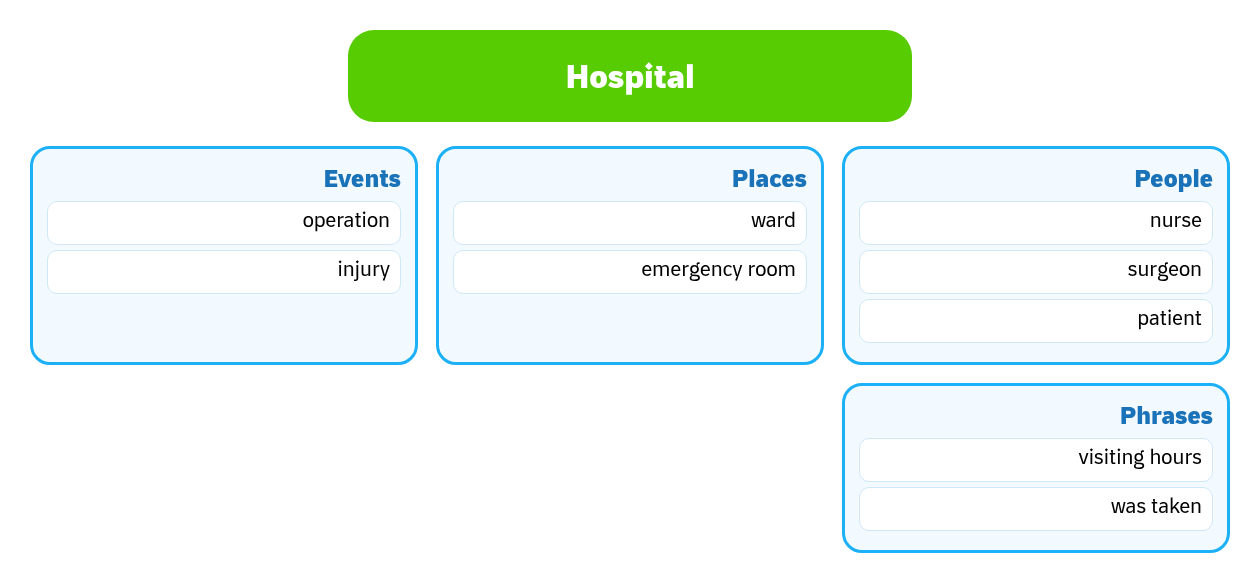 Hospital
People
nurse
surgeon
patient
Places
ward
emergency room
Events
operation
injury
Phrases
visiting hours
was taken